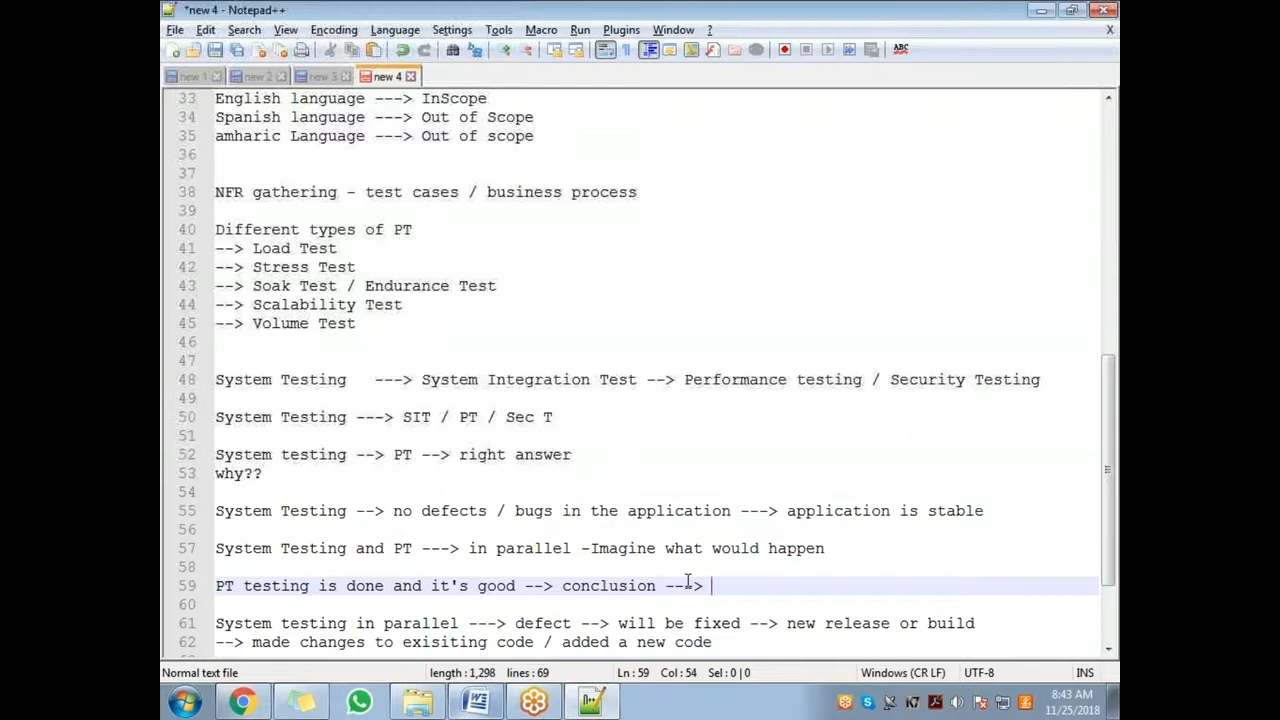 *new 4 - Notepad++
File Edit Search View Encoding Language Settings Tools Macro Run Plugins Window ? X
new 1 new 2 new 3 new 4
33 English language ---> InScope
34 Spanish language ---> Out of Scope
35 amharic Language ---> Out of scope
36
37
38 NFR gathering - test cases / business process
39
40 Different types of PT
41 --> Load Test
42 --> Stress Test
43 --> Soak Test / Endurance Test
44 --> Scalability Test
45 --> Volume Test
46
47
48 System Testing ---> System Integration Test --> Performance testing / Security Testing
49
50 System Testing ---> SIT / PT / Sec T
51
52 System testing --> PT --> right answer
53 why??
54
55 System Testing --> no defects / bugs in the application ---> application is stable
56
57 System Testing and PT ---> in parallel -Imagine what would happen
58
59 PT testing is done and it's good --> conclusion --->
60
61 System testing in parallel ---> defect --> will be fixed --> new release or build
62 --> made changes to exisiting code / added a new code
Normal text file length : 1,298 lines : 69 Ln : 59 Col : 54 Sel : 0 | 0 Windows (CR LF) UTF-8 INS
8:43 AM
11/25/2018